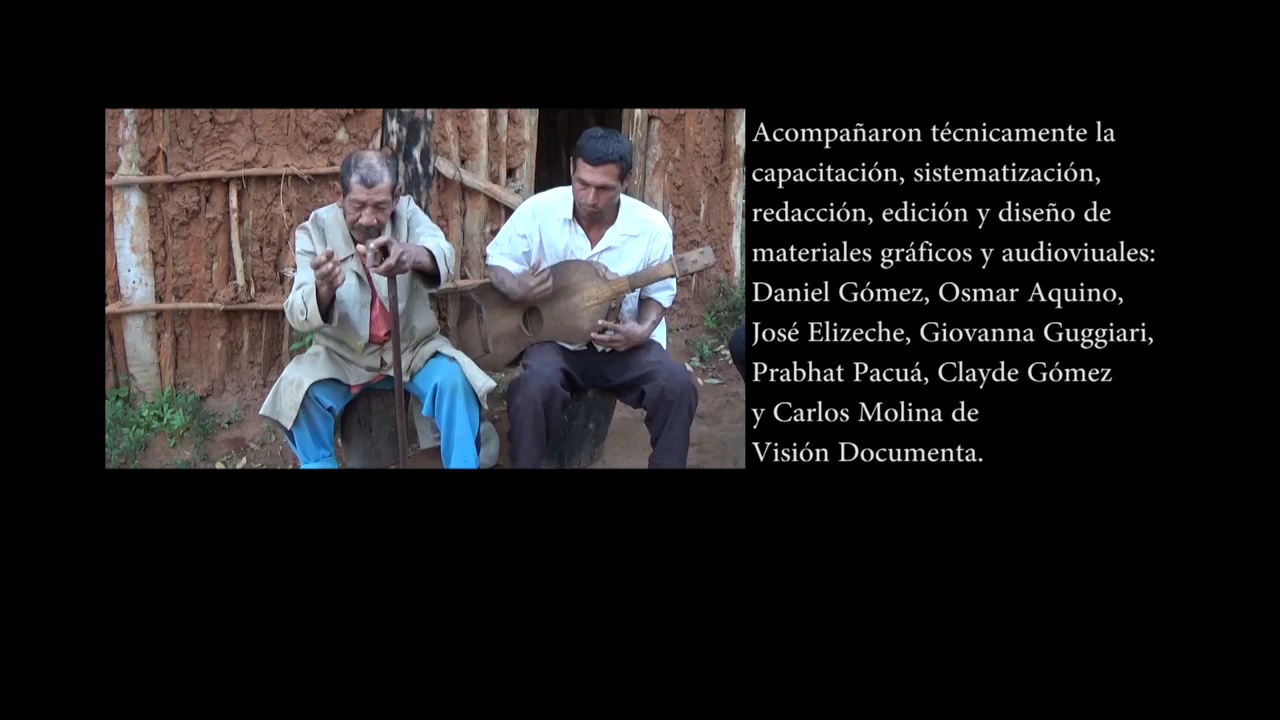 Acompañaron técnicamente la
capacitación, sistematización,
redacción, edición y diseño de
materiales gráficos y audioviuales:
Daniel Gómez, Osmar Aquino,
José Elizeche, Giovanna Guggiari,
Prabhat Pacuá, Clayde Gómez
y Carlos Molina de
Visión Documenta.